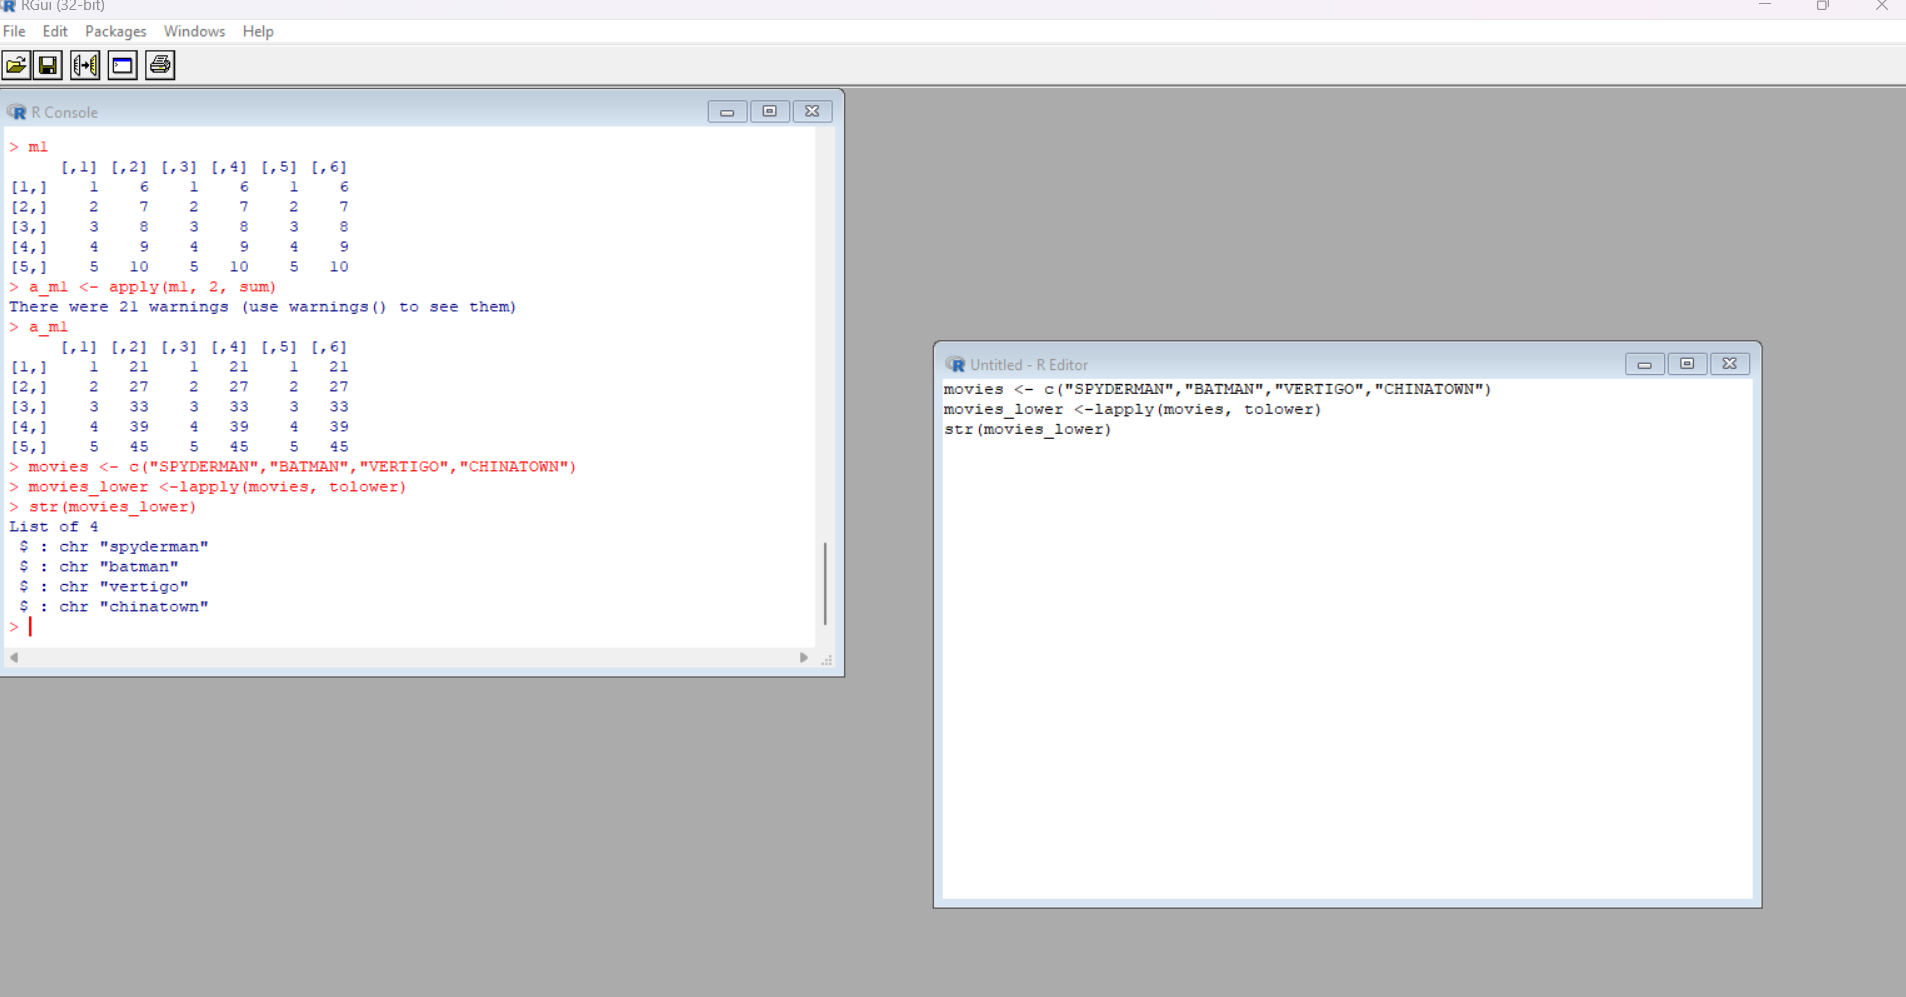 RGui (32-bit)
File Edit Packages Windows Help
R Console
> m1
     [,1] [,2] [,3] [,4] [,5] [,6]
[1,]    1    6    1    6    1    6
[2,]    2    7    2    7    2    7
[3,]    3    8    3    8    3    8
[4,]    4    9    4    9    4    9
[5,]    5   10    5   10    5   10
> a_m1 <- apply(m1, 2, sum)
There were 21 warnings (use warnings() to see them)
> a_m1
     [,1] [,2] [,3] [,4] [,5] [,6]
[1,]    1   21    1   21    1   21
[2,]    2   27    2   27    2   27
[3,]    3   33    3   33    3   33
[4,]    4   39    4   39    4   39
[5,]    5   45    5   45    5   45
> movies <- c("SPYDERMAN","BATMAN","VERTIGO","CHINATOWN")
> movies_lower <-lapply(movies, tolower)
> str(movies_lower)
List of 4
 $ : chr "spyderman"
 $ : chr "batman"
 $ : chr "vertigo"
 $ : chr "chinatown"
>
Untitled - R Editor
movies <- c("SPYDERMAN","BATMAN","VERTIGO","CHINATOWN")
movies_lower <-lapply(movies, tolower)
str(movies_lower)